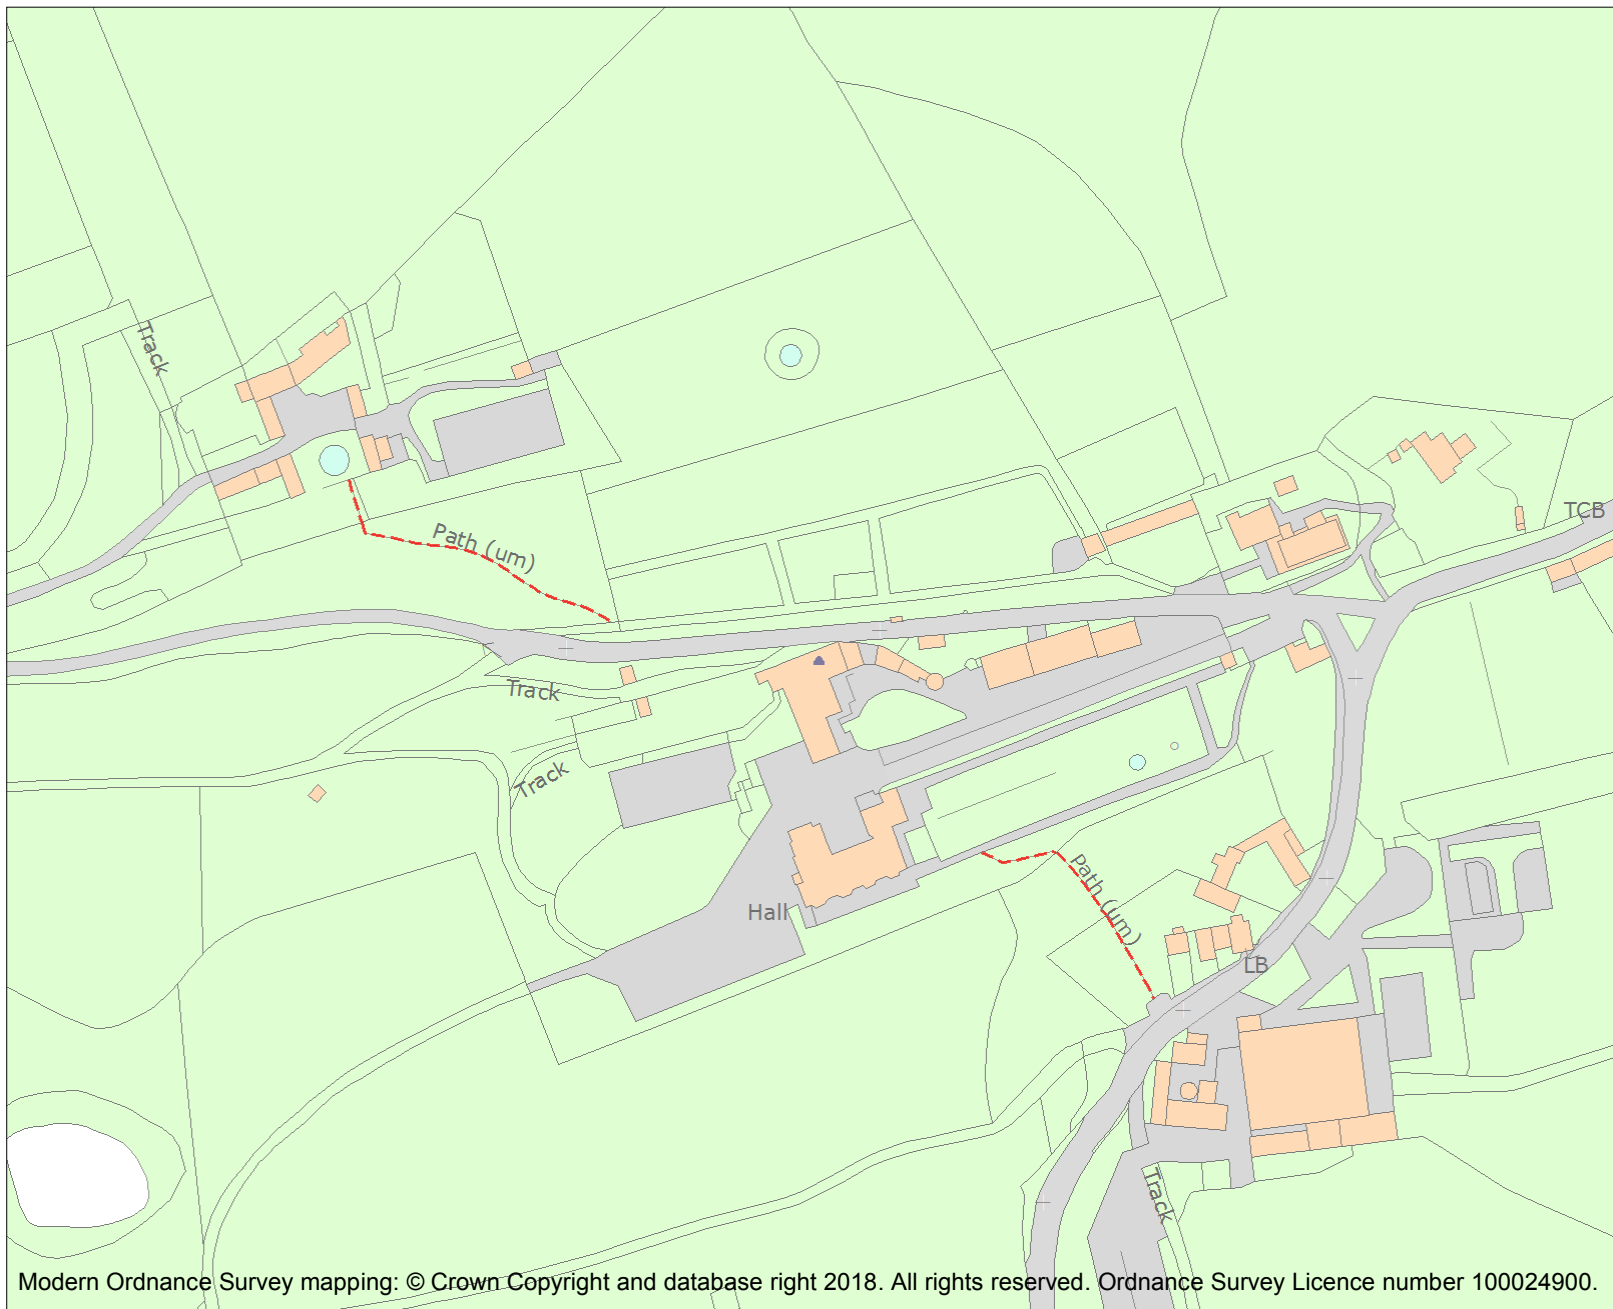 Track
Path (um)
TCB
Track
Track
Path (um)
Hall
LB
Track
Modern Ordnance Survey mapping: © Crown Copyright and database right 2018. All rights reserved. Ordnance Survey Licence number 100024900.